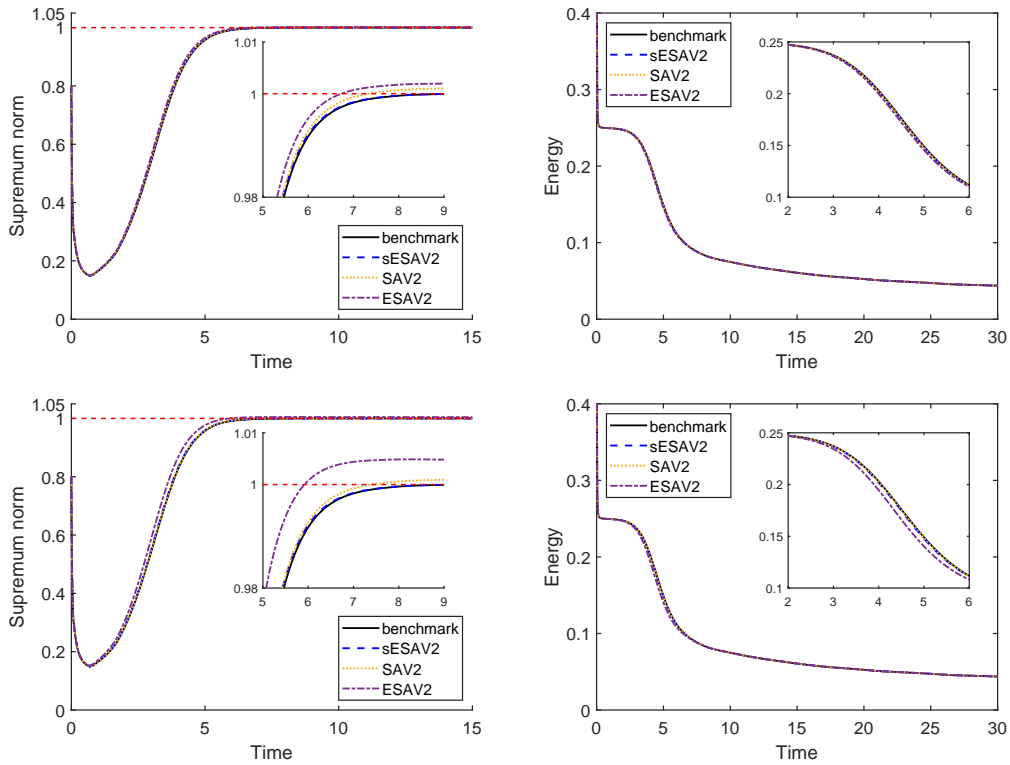 1.05
1
0.8
0.6
0.4
0.2
0
Supremum norm
0 5 10 15
Time
1.01
1
0.98
5 6 7 8 9
benchmark
sESAV2
SAV2
ESAV2
0.4
0.3
0.2
0.1
0
Energy
0 5 10 15 20 25 30
Time
benchmark
sESAV2
SAV2
ESAV2
0.25
0.2
0.15
0.1
2 3 4 5 6
1.05
1
0.8
0.6
0.4
0.2
0
Supremum norm
0 5 10 15
Time
1.01
1
0.98
5 6 7 8 9
benchmark
sESAV2
SAV2
ESAV2
0.4
0.3
0.2
0.1
0
Energy
0 5 10 15 20 25 30
Time
benchmark
sESAV2
SAV2
ESAV2
0.25
0.2
0.15
0.1
2 3 4 5 6